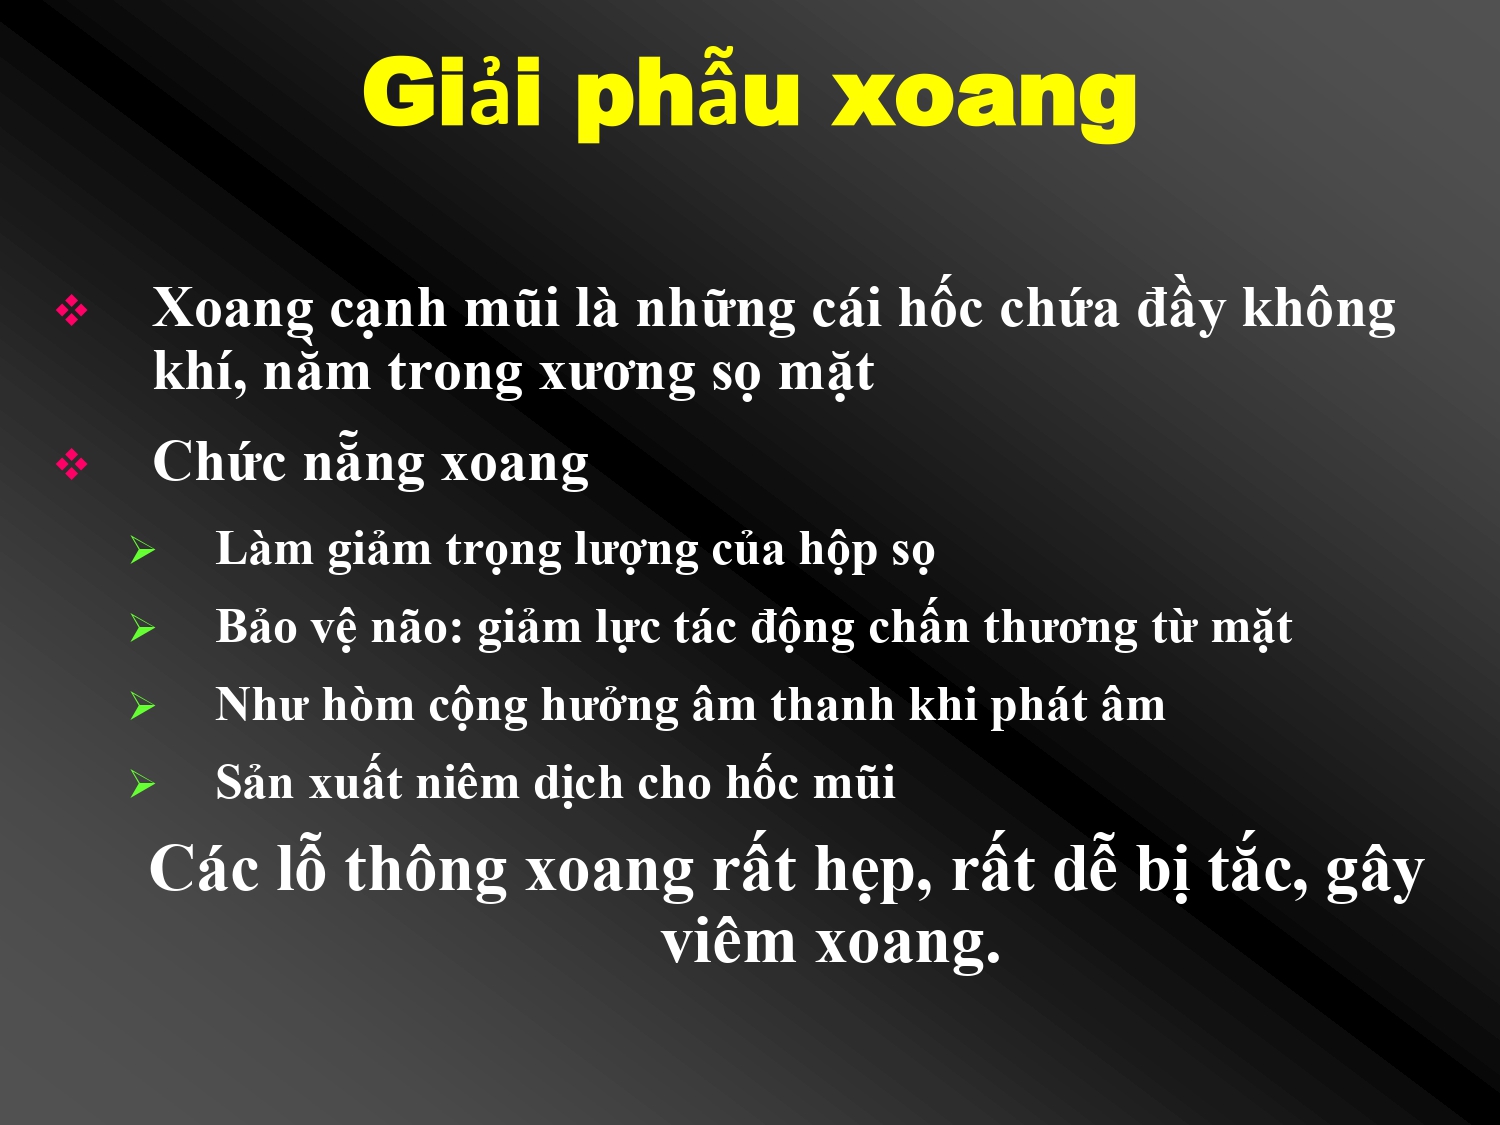 Giải phẫu xoang
Xoang cạnh mũi là những cái hốc chứa đầy không
khí, nằm trong xương sọ mặt
Chức nẵng xoang
Làm giảm trọng lượng của hộp sọ
Bảo vệ não: giảm lực tác động chấn thương từ mặt
Như hòm cộng hưởng âm thanh khi phát âm
Sản xuất niêm dịch cho hốc mũi
Các lỗ thông xoang rất hẹp, rất dễ bị tắc, gây
viêm xoang.